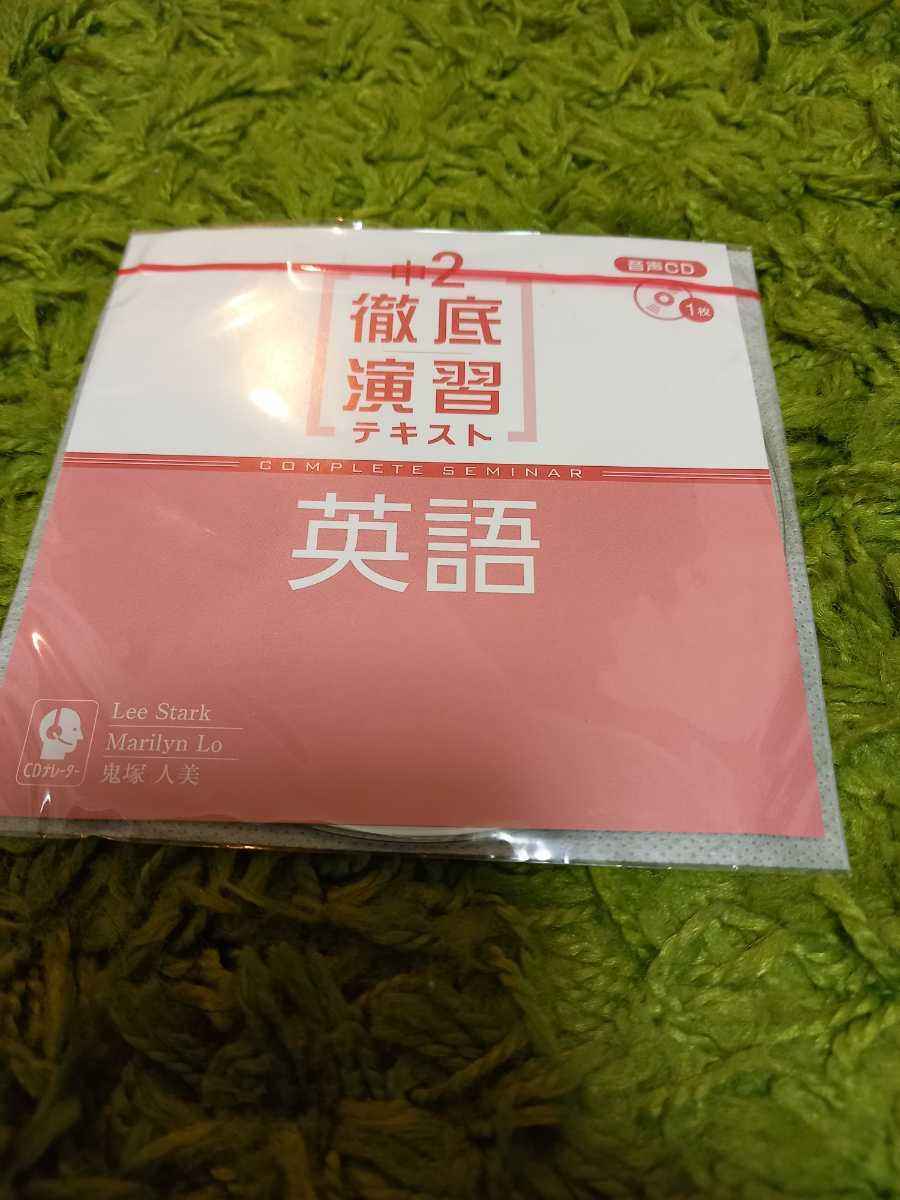 中2
音声CD
1枚
徹底
演習
テキスト
COMPLETE SEMINAR
英語
Lee Stark
Marilyn Lo
鬼塚 人美
CDナレーター